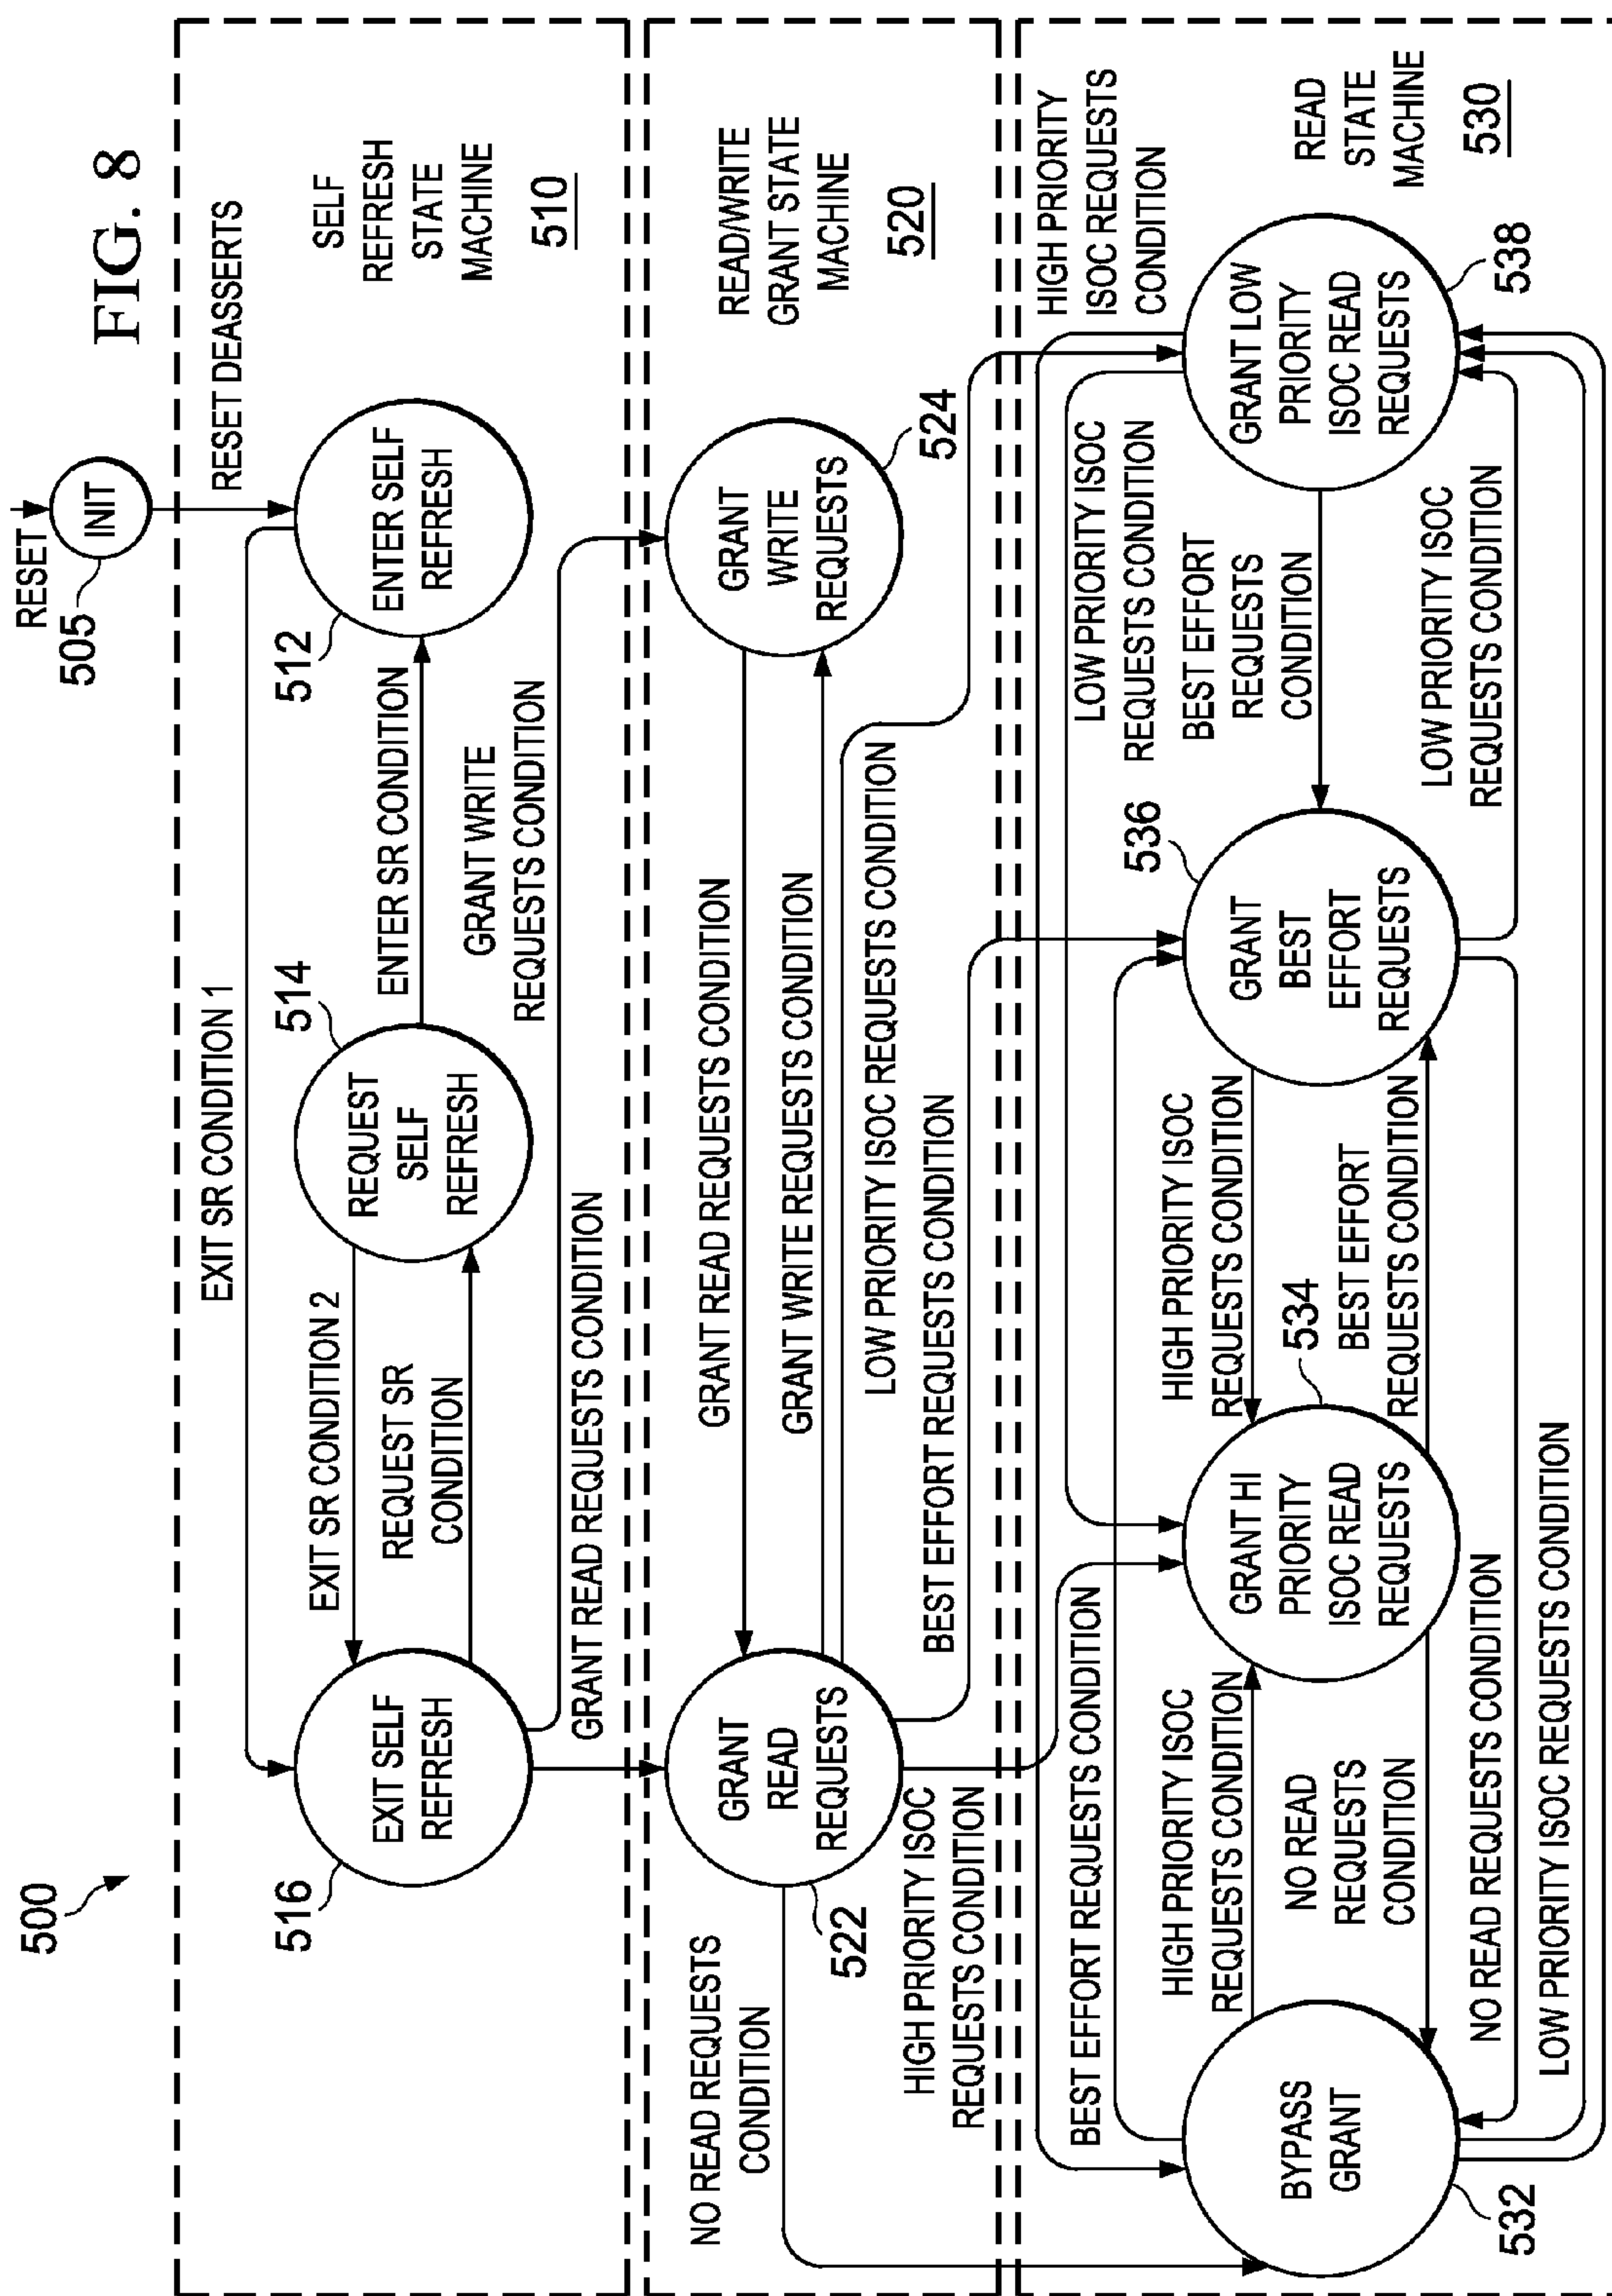 500
FIG. 8
RESET
INIT
505
RESET DEASSERTS
EXIT SR CONDITION 1
SELF
REFRESH
STATE
MACHINE
510
516
EXIT SELF
REFRESH
EXIT SR CONDITION 2
REQUEST SR
CONDITION
514
REQUEST
SELF
REFRESH
ENTER SR CONDITION
512
ENTER SELF
REFRESH
GRANT WRITE
REQUESTS CONDITION
GRANT READ REQUESTS CONDITION
READ/WRITE
GRANT STATE
MACHINE
520
NO READ REQUESTS
CONDITION
522
GRANT
READ
REQUESTS
GRANT READ REQUESTS CONDITION
GRANT WRITE REQUESTS CONDITION
GRANT
WRITE
REQUESTS
524
LOW PRIORITY ISOC REQUESTS CONDITION
BEST EFFORT REQUESTS CONDITION
HIGH PRIORITY ISOC
REQUESTS CONDITION
HIGH PRIORITY
ISOC REQUESTS
CONDITION
READ
STATE
MACHINE
530
BEST EFFORT REQUESTS CONDITION
LOW PRIORITY ISOC
REQUESTS CONDITION
BYPASS
GRANT
532
HIGH PRIORITY ISOC
REQUESTS CONDITION
NO READ
REQUESTS
CONDITION
GRANT HI
PRIORITY
ISOC READ
REQUESTS
534
HIGH PRIORITY ISOC
REQUESTS CONDITION
BEST EFFORT
REQUESTS CONDITION
536
GRANT
BEST
EFFORT
REQUESTS
BEST EFFORT
REQUESTS
CONDITION
GRANT LOW
PRIORITY
ISOC READ
REQUESTS
538
LOW PRIORITY ISOC
REQUESTS CONDITION
NO READ REQUESTS CONDITION
LOW PRIORITY ISOC REQUESTS CONDITION